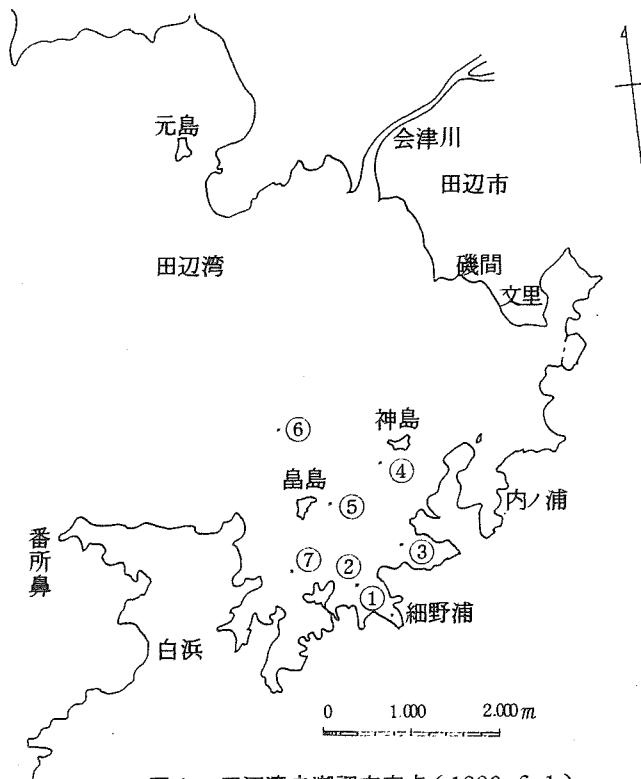 元島
会津川
田辺市
田辺湾
磯間
文里
⑥
神島
④
畠島
⑤
内ノ浦
番所鼻
③
⑦
②
①
細野浦
白浜
0 1.000 2.000m